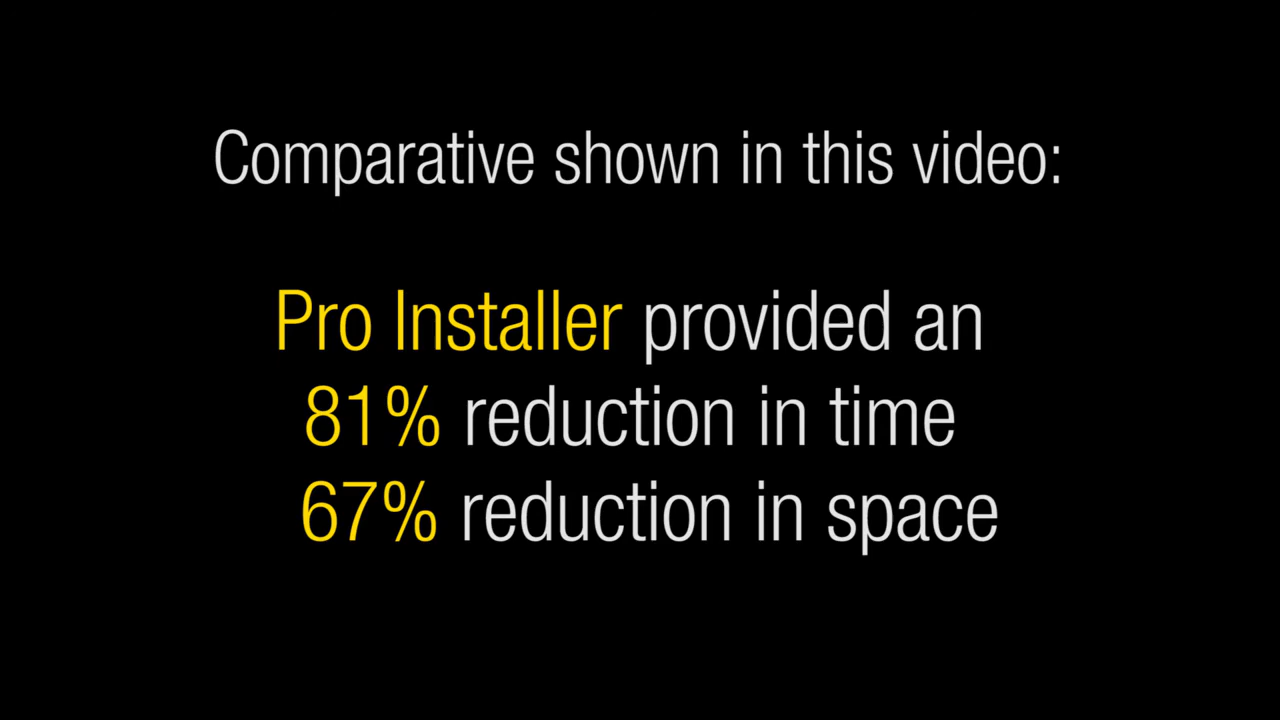 Comparative shown in this video:
Pro Installer provided an
81% reduction in time
67% reduction in space